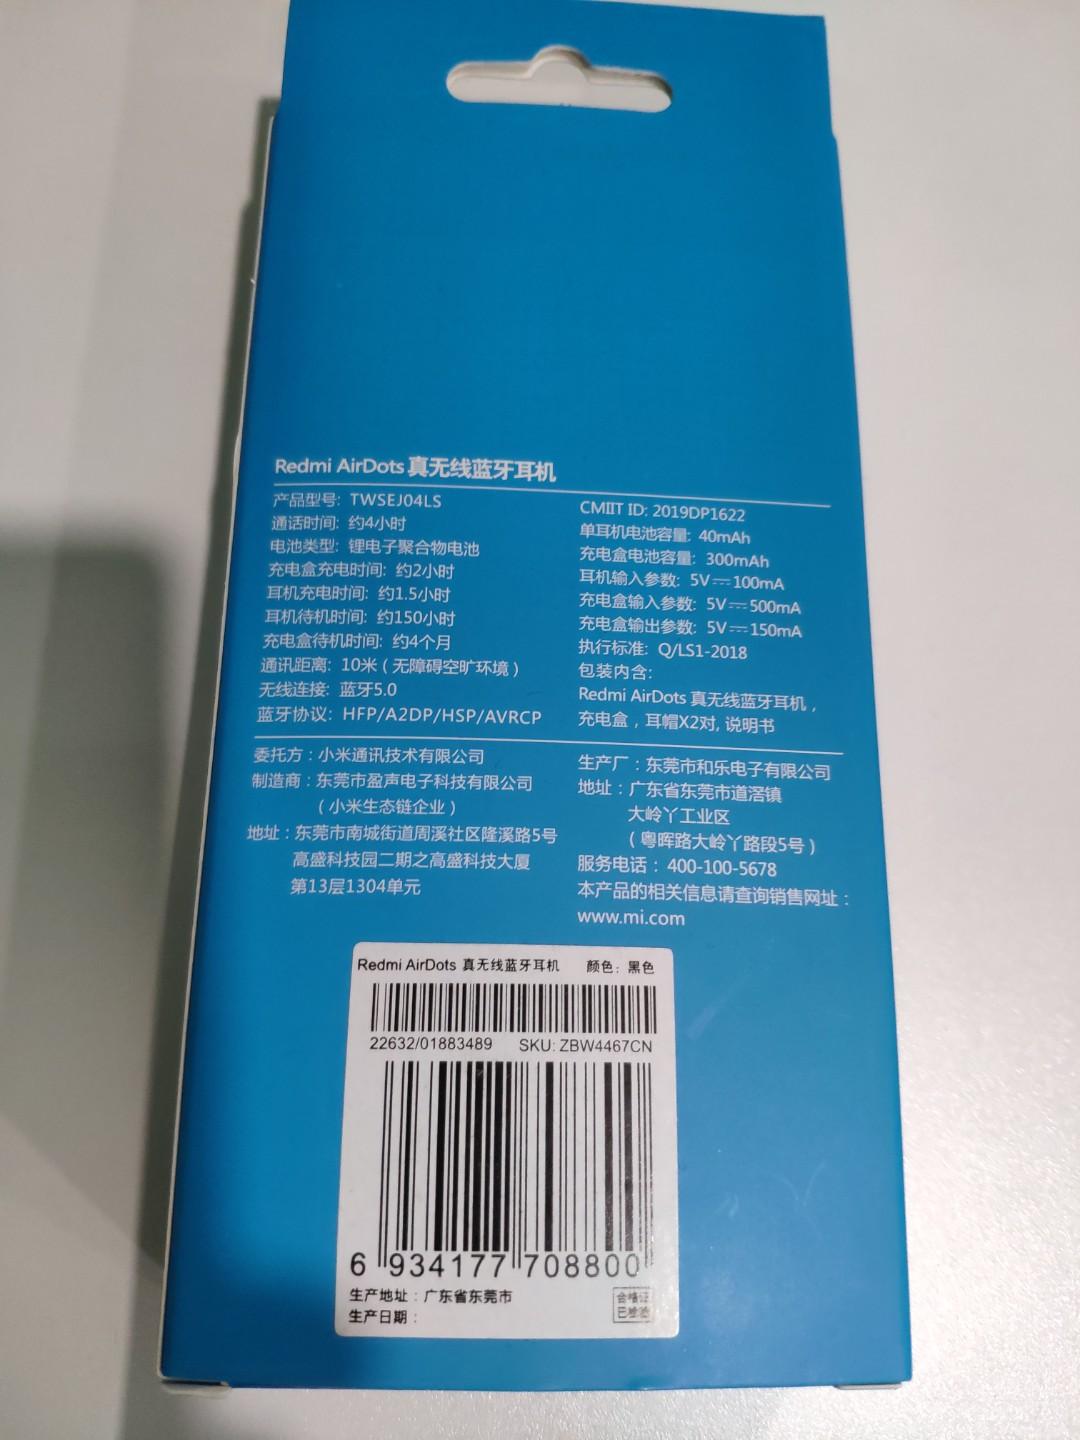 Redmi AirDots 真无线蓝牙耳机
产品型号: TWSEJ04LS
通话时间: 约4小时
电池类型: 锂电子聚合物电池
充电盒充电时间: 约2小时
耳机充电时间: 约1.5小时
耳机待机时间: 约150小时
充电盒待机时间: 约4个月
通讯距离: 10米 ( 无障碍空旷环境 )
无线连接: 蓝牙5.0
蓝牙协议: HFP/A2DP/HSP/AVRCP
CMIIT ID: 2019DP1622
单耳机电池容量: 40mAh
充电盒电池容量: 300mAh
耳机输入参数: 5V⎓100mA
充电盒输入参数: 5V⎓500mA
充电盒输出参数: 5V⎓150mA
执行标准: Q/LS1-2018
包装内含:
Redmi AirDots 真无线蓝牙耳机，
充电盒，耳帽X2对, 说明书
委托方：小米通讯技术有限公司
制造商：东莞市盈声电子科技有限公司
（小米生态链企业）
地址：东莞市南城街道周溪社区隆溪路5号
高盛科技园二期之高盛科技大厦
第13层1304单元
生产厂：东莞市和乐电子有限公司
地址：广东省东莞市道滘镇
大岭丫工业区
（粤晖路大岭丫路段5号）
服务电话：400-100-5678
本产品的相关信息请查询销售网址：
www.mi.com
Redmi AirDots 真无线蓝牙耳机 颜色: 黑色
22632/01883489 SKU: ZBW4467CN
6 934177 708800
生产地址：广东省东莞市
生产日期：
合格证
已检验